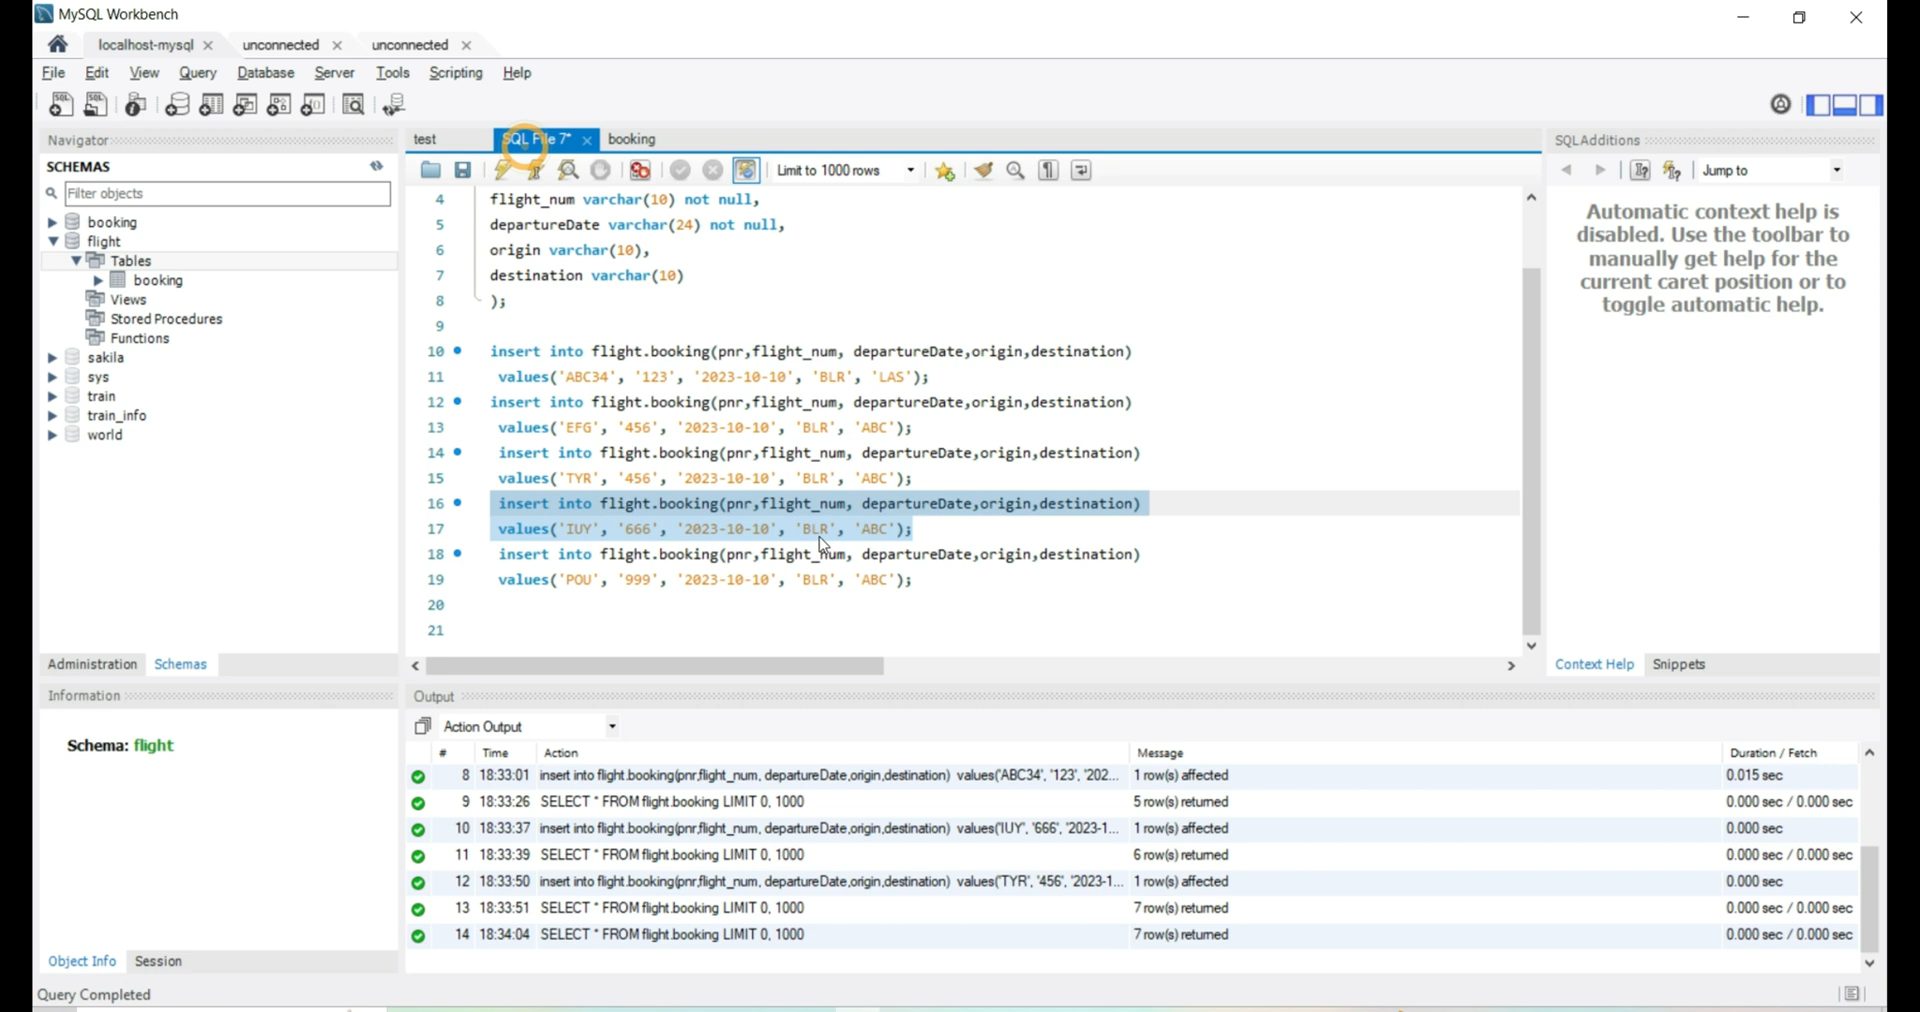 MySQL Workbench
localhost-mysql unconnected unconnected
File Edit View Query Database Server Tools Scripting Help
Navigator
SCHEMAS
Filter objects
booking
flight
Tables
booking
Views
Stored Procedures
Functions
sakila
sys
train
train_info
world
Administration Schemas
Information
Schema: flight
Object Info Session
test SQL File 7* booking
Limit to 1000 rows
4 flight_num varchar(10) not null,
5 departureDate varchar(24) not null,
6 origin varchar(10),
7 destination varchar(10)
8 );
9
10 insert into flight.booking(pnr,flight_num, departureDate,origin,destination)
11 values('ABC34', '123', '2023-10-10', 'BLR', 'LAS');
12 insert into flight.booking(pnr,flight_num, departureDate,origin,destination)
13 values('EFG', '456', '2023-10-10', 'BLR', 'ABC');
14 insert into flight.booking(pnr,flight_num, departureDate,origin,destination)
15 values('TYR', '456', '2023-10-10', 'BLR', 'ABC');
16 insert into flight.booking(pnr,flight_num, departureDate,origin,destination)
17 values('IUY', '666', '2023-10-10', 'BLR', 'ABC');
18 insert into flight.booking(pnr,flight_num, departureDate,origin,destination)
19 values('POU', '999', '2023-10-10', 'BLR', 'ABC');
20
21
SQLAdditions
Jump to
Automatic context help is
disabled. Use the toolbar to
manually get help for the
current caret position or to
toggle automatic help.
Context Help Snippets
Output
Action Output
# Time Action Message Duration / Fetch
8 18:33:01 insert into flight.booking(pnr,flight_num, departureDate,origin,destination) values('ABC34', '123', '202... 1 row(s) affected 0.015 sec
9 18:33:26 SELECT * FROM flight.booking LIMIT 0, 1000 5 row(s) returned 0.000 sec / 0.000 sec
10 18:33:37 insert into flight.booking(pnr,flight_num, departureDate,origin,destination) values('IUY', '666', '2023-1... 1 row(s) affected 0.000 sec
11 18:33:39 SELECT * FROM flight.booking LIMIT 0, 1000 6 row(s) returned 0.000 sec / 0.000 sec
12 18:33:50 insert into flight.booking(pnr,flight_num, departureDate,origin,destination) values('TYR', '456', '2023-1... 1 row(s) affected 0.000 sec
13 18:33:51 SELECT * FROM flight.booking LIMIT 0, 1000 7 row(s) returned 0.000 sec / 0.000 sec
14 18:34:04 SELECT * FROM flight.booking LIMIT 0, 1000 7 row(s) returned 0.000 sec / 0.000 sec
Query Completed